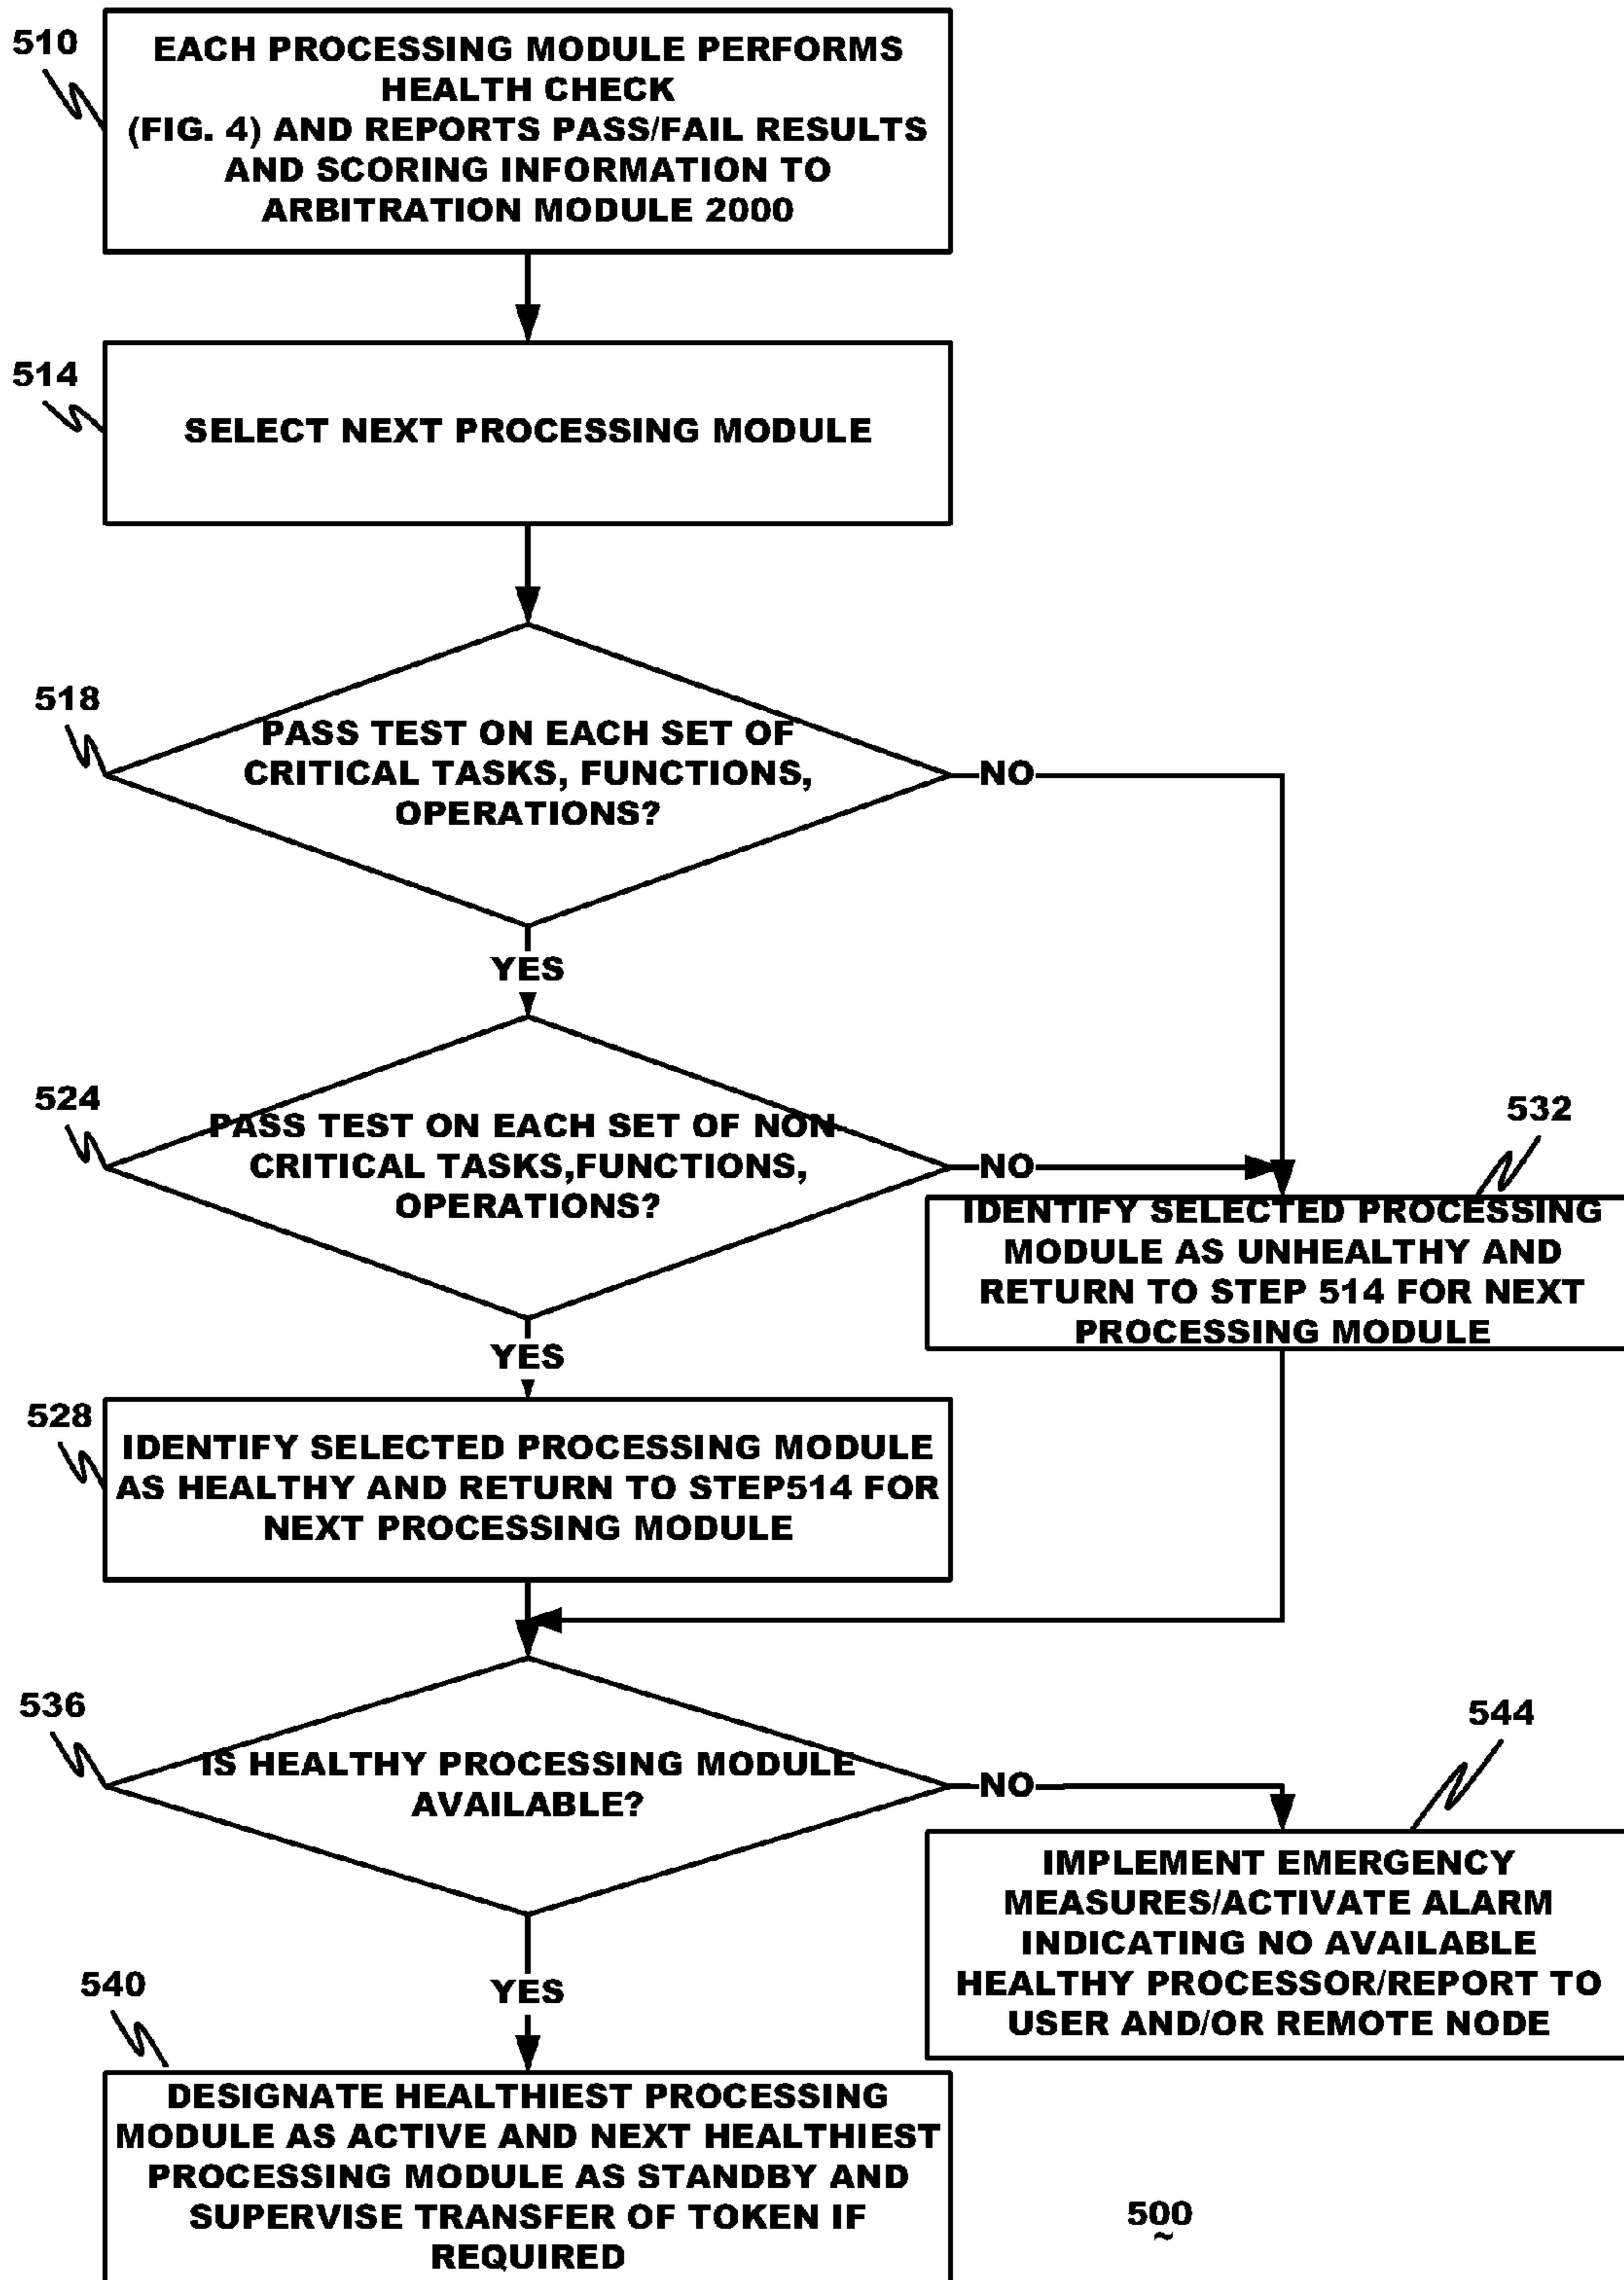 510
EACH PROCESSING MODULE PERFORMS
HEALTH CHECK
(FIG. 4) AND REPORTS PASS/FAIL RESULTS
AND SCORING INFORMATION TO
ARBITRATION MODULE 2000
514
SELECT NEXT PROCESSING MODULE
518
PASS TEST ON EACH SET OF
CRITICAL TASKS, FUNCTIONS,
OPERATIONS?
NO
YES
524
PASS TEST ON EACH SET OF NON
CRITICAL TASKS,FUNCTIONS,
OPERATIONS?
NO
532
IDENTIFY SELECTED PROCESSING
MODULE AS UNHEALTHY AND
RETURN TO STEP 514 FOR NEXT
PROCESSING MODULE
YES
528
IDENTIFY SELECTED PROCESSING MODULE
AS HEALTHY AND RETURN TO STEP514 FOR
NEXT PROCESSING MODULE
536
IS HEALTHY PROCESSING MODULE
AVAILABLE?
NO
544
IMPLEMENT EMERGENCY
MEASURES/ACTIVATE ALARM
INDICATING NO AVAILABLE
HEALTHY PROCESSOR/REPORT TO
USER AND/OR REMOTE NODE
YES
540
DESIGNATE HEALTHIEST PROCESSING
MODULE AS ACTIVE AND NEXT HEALTHIEST
PROCESSING MODULE AS STANDBY AND
SUPERVISE TRANSFER OF TOKEN IF
REQUIRED
500
~